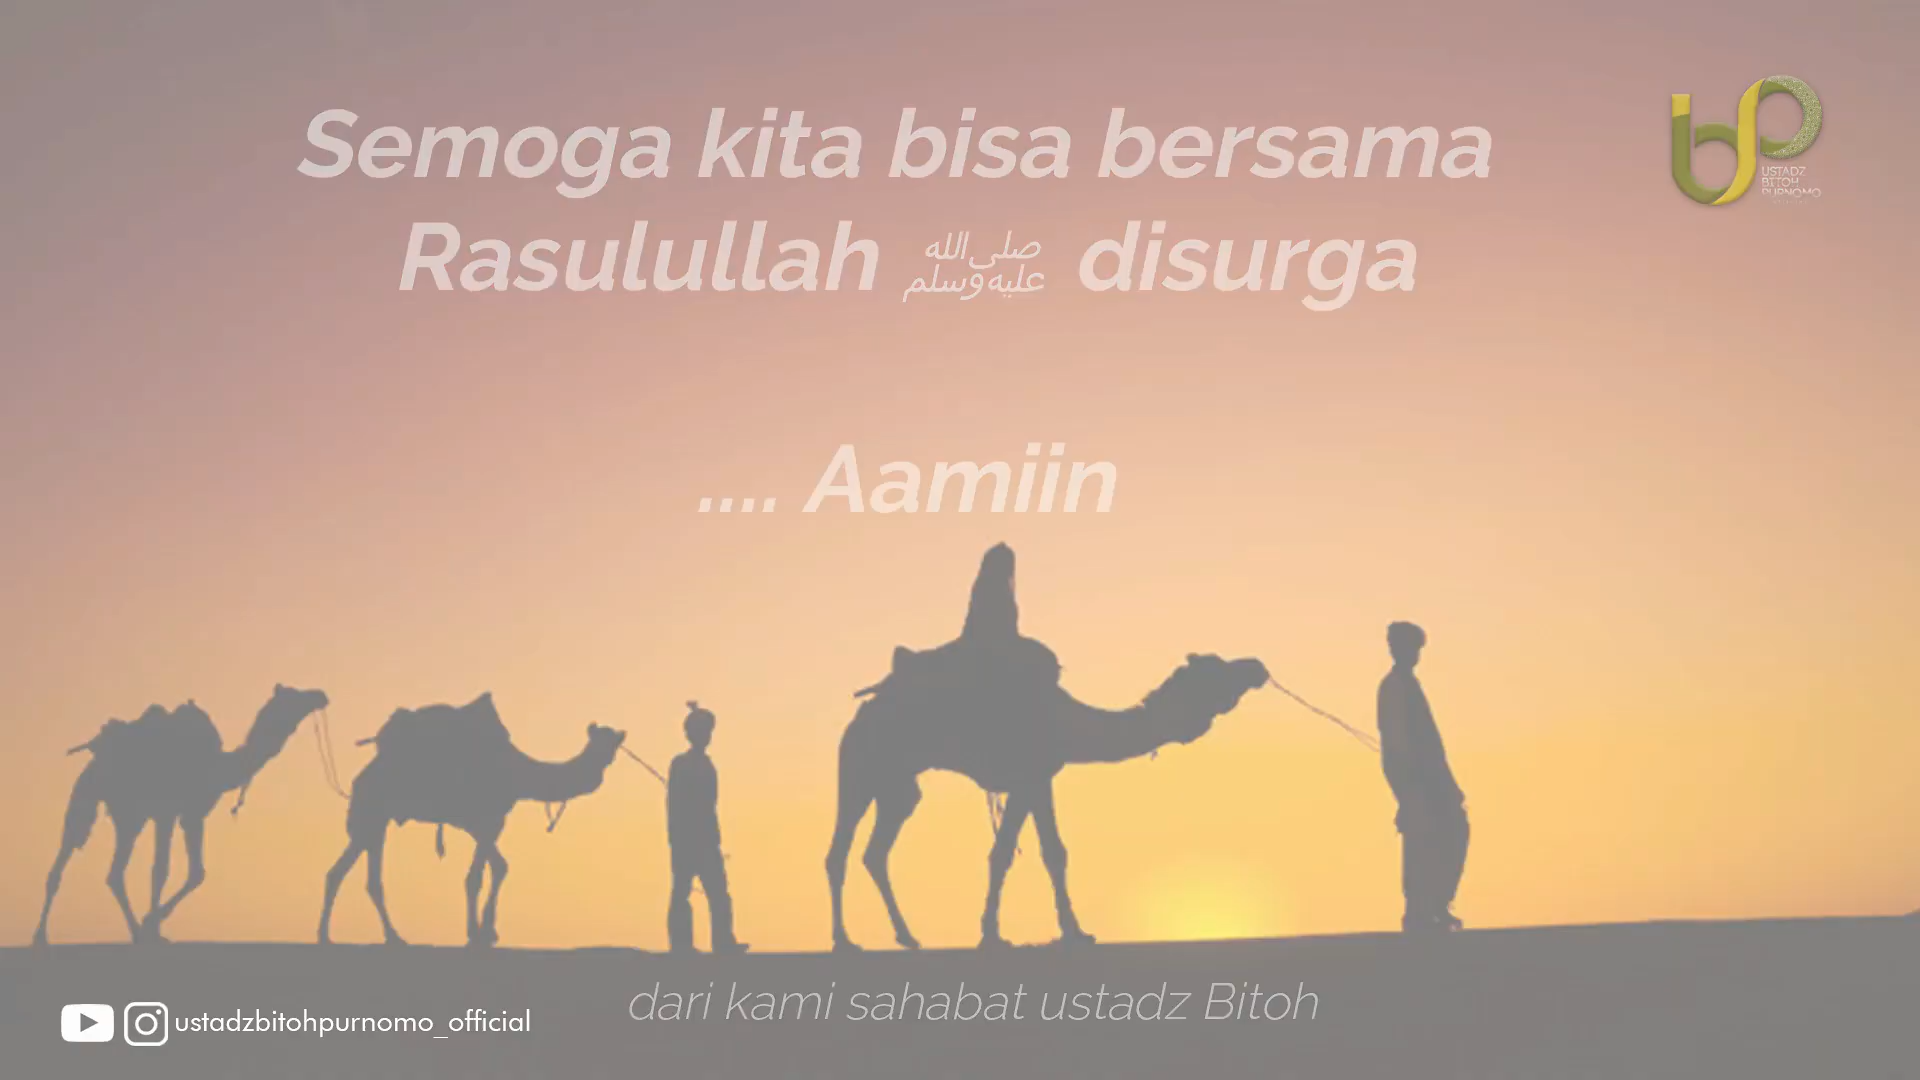 Semoga kita bisa bersama
Rasulullah ﷺ disurga
.... Aamiin
USTADZ
BITOH
PURNOMO
dari kami sahabat ustadz Bitoh
ustadzbitohpurnomo_official